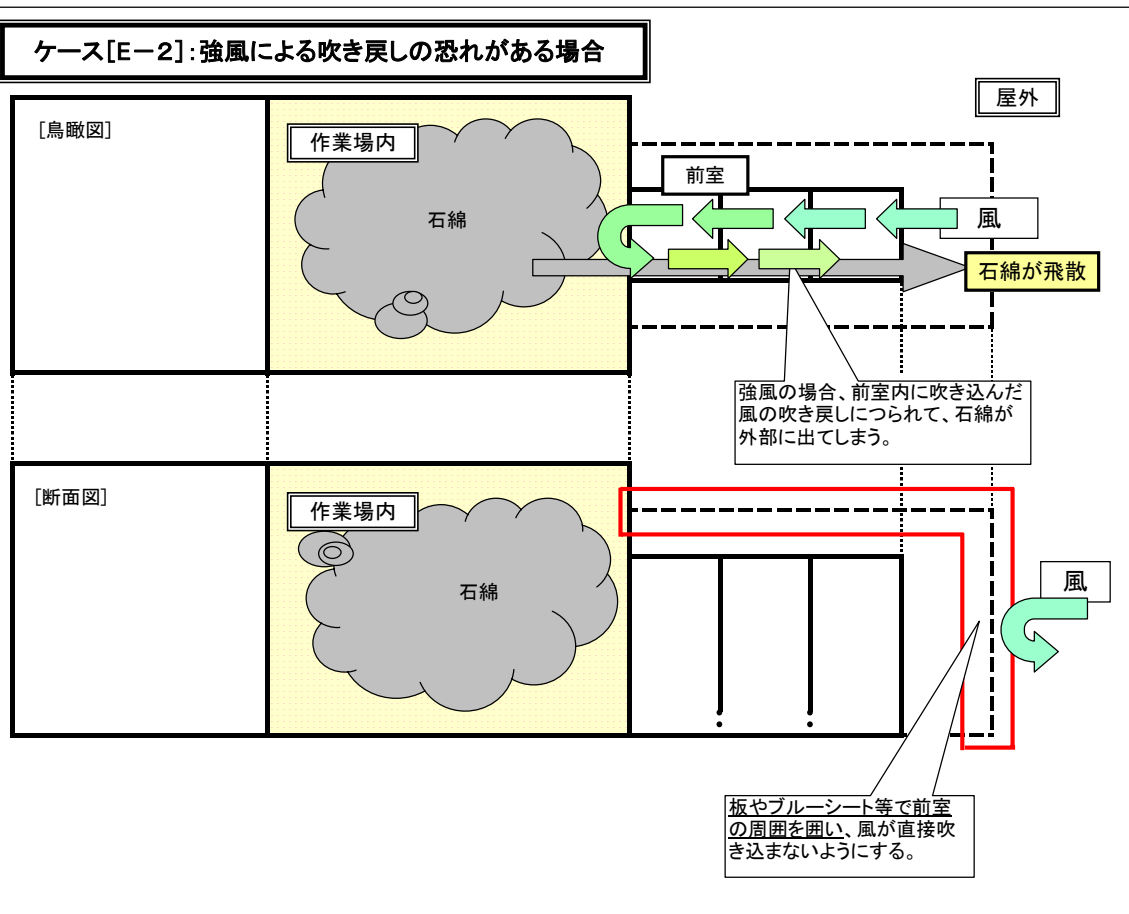 ケース[E－2]：強風による吹き戻しの恐れがある場合
屋外
[鳥瞰図]
作業場内
前室
石綿
風
石綿が飛散
強風の場合、前室内に吹き込んだ
風の吹き戻しにつられて、石綿が
外部に出てしまう。
[断面図]
作業場内
石綿
風
板やブルーシート等で前室
の周囲を囲い、風が直接吹
き込まないようにする。